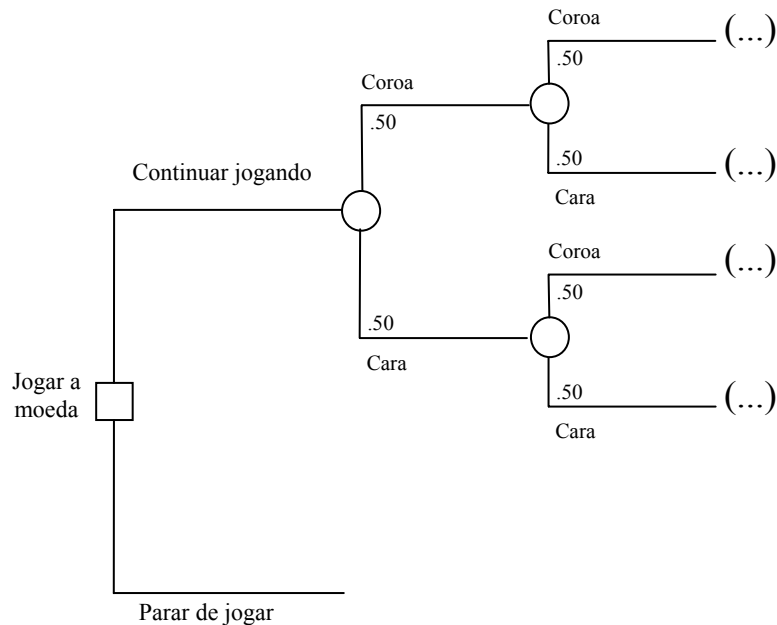 Coroa
(...)
.50
Coroa
.50
.50
(...)
Continuar jogando
Cara
Coroa
(...)
.50
.50
Cara
Jogar a
moeda
.50
(...)
Cara
Parar de jogar